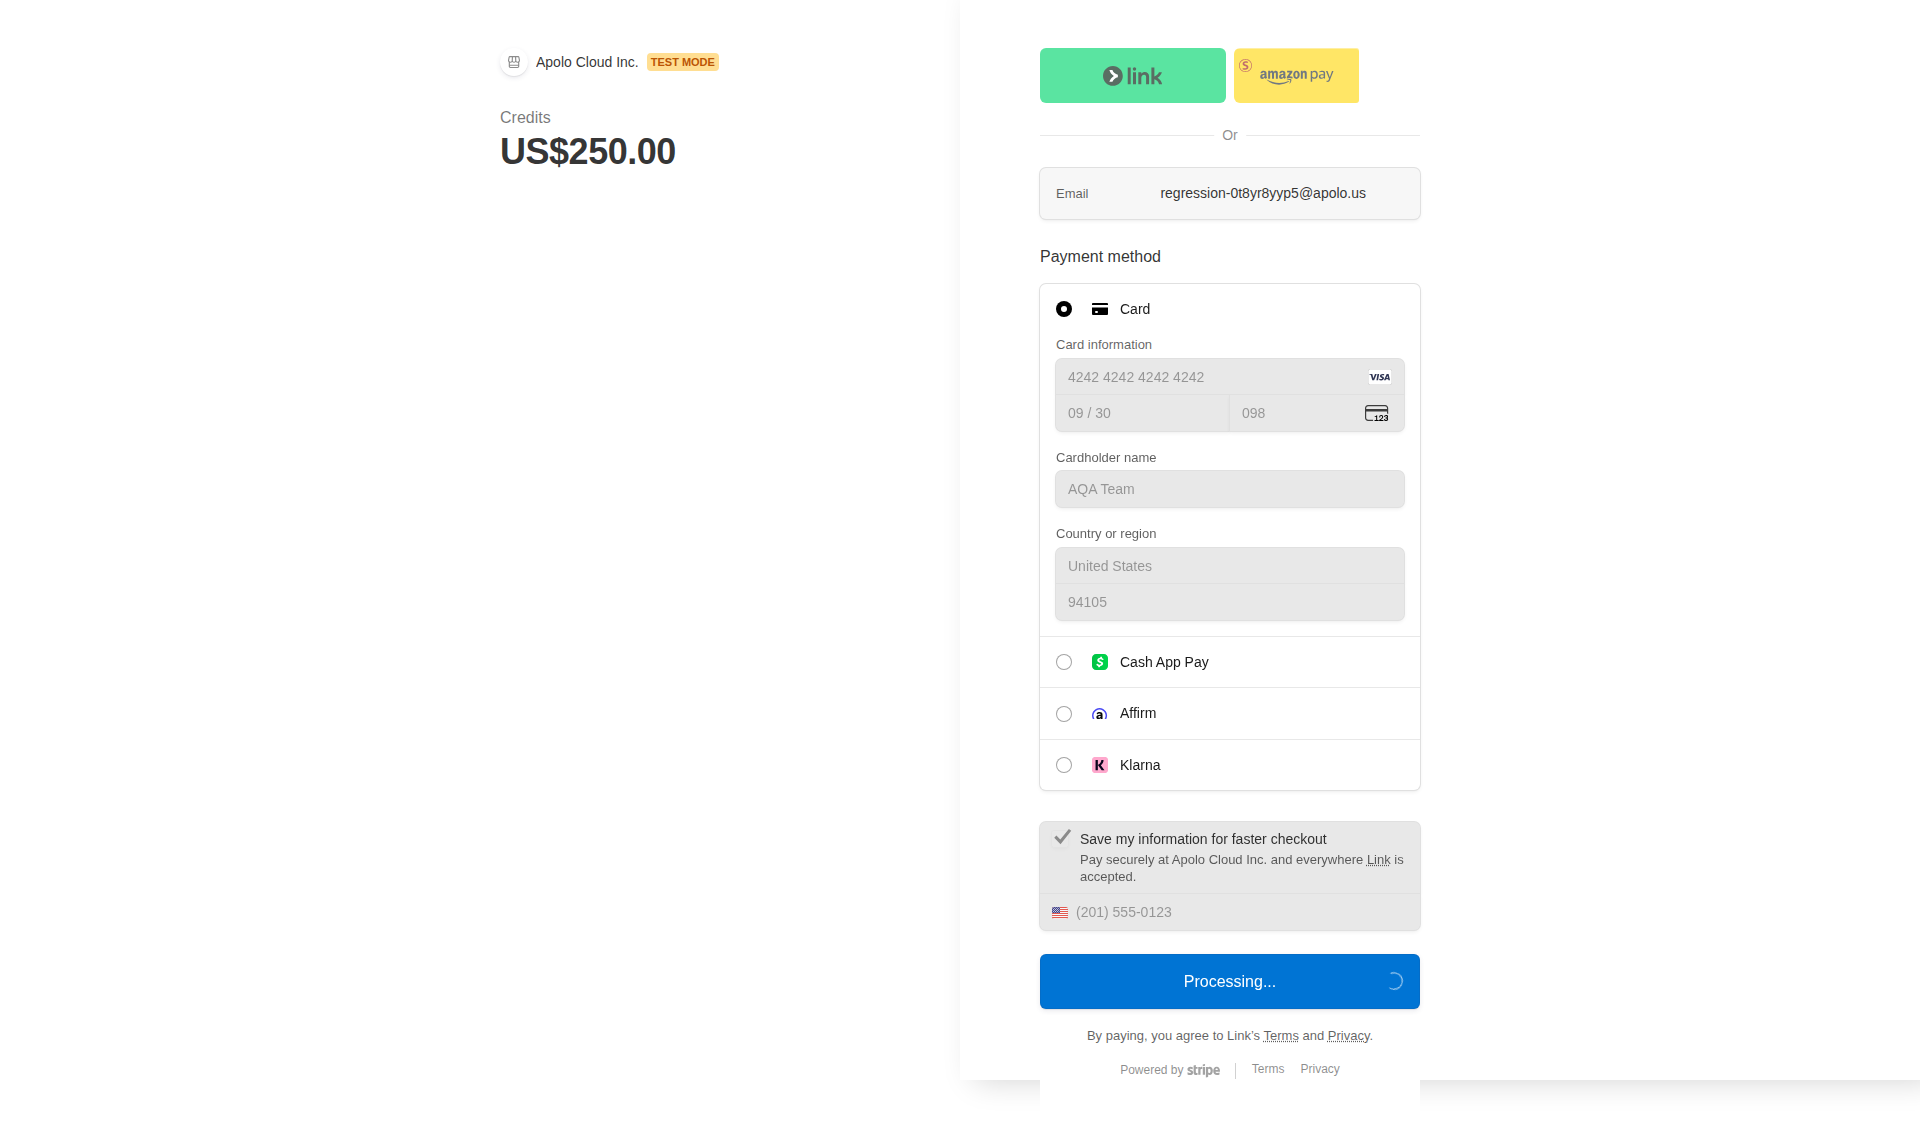 Apolo Cloud Inc. TEST MODE
Credits
US$250.00
link
amazon pay
Or
Email regression-0t8yr8yyp5@apolo.us
Payment method
Card
Card information
4242 4242 4242 4242 VISA
09 / 30 098 123
Cardholder name
AQA Team
Country or region
United States
94105
$ Cash App Pay
a Affirm
K Klarna
Save my information for faster checkout
Pay securely at Apolo Cloud Inc. and everywhere Link is
accepted.
(201) 555-0123
Processing...
By paying, you agree to Link’s Terms and Privacy.
Powered by stripe Terms Privacy